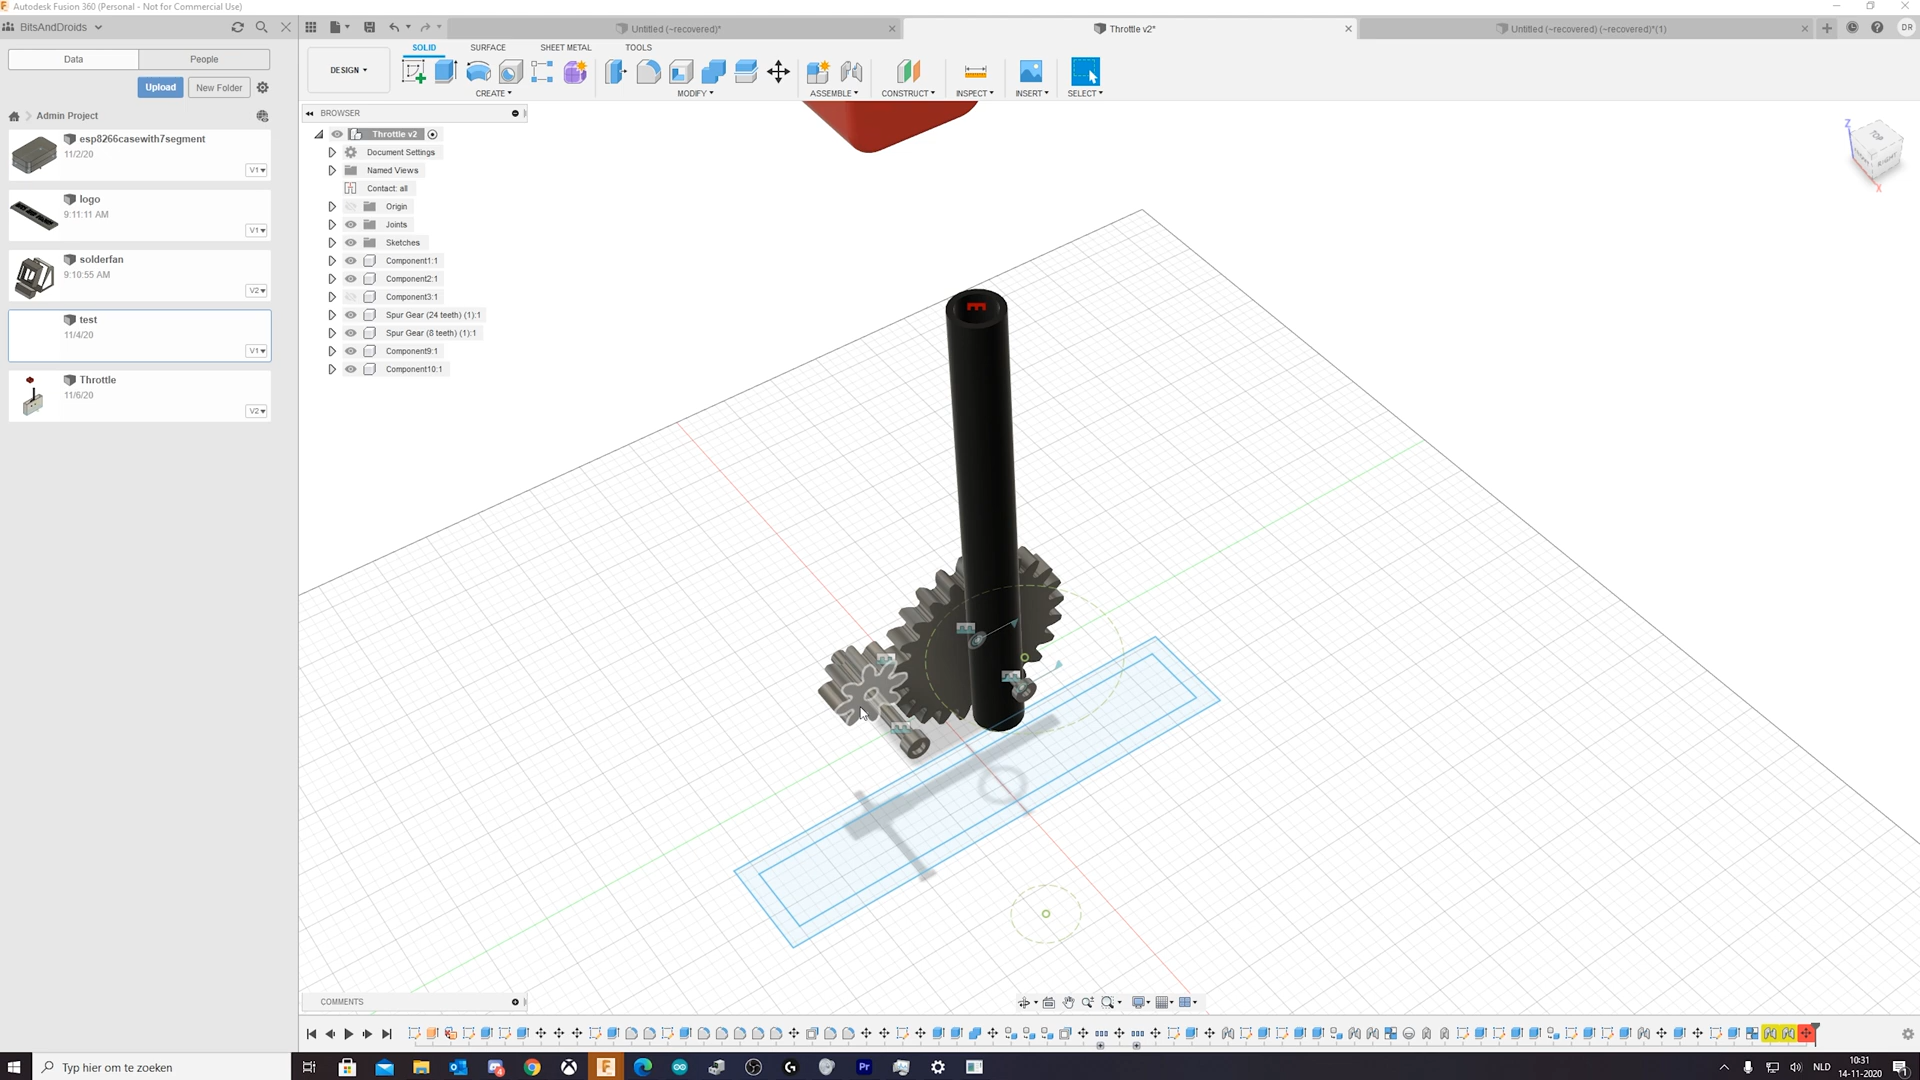 Autodesk Fusion 360 (Personal - Not for Commercial Use)
BitsAndDroids
Untitled (~recovered)*
Throttle v2*
Untitled (~recovered) (~recovered)*(1)
DR
Data
People
Upload
New Folder
Admin Project
esp8266casewith7segment
11/2/20
V1
logo
9:11:11 AM
V1
solderfan
9:10:55 AM
V2
test
11/4/20
V1
Throttle
11/6/20
V2
DESIGN
SOLID
SURFACE
SHEET METAL
TOOLS
CREATE
MODIFY
ASSEMBLE
CONSTRUCT
INSPECT
INSERT
SELECT
BROWSER
Throttle v2
Document Settings
Named Views
Contact: all
Origin
Joints
Sketches
Component1:1
Component2:1
Component3:1
Spur Gear (24 teeth) (1):1
Spur Gear (8 teeth) (1):1
Component9:1
Component10:1
Z
TOP
FRONT
RIGHT
X
COMMENTS
Typ hier om te zoeken
Pr
NLD
10:31
14-11-2020